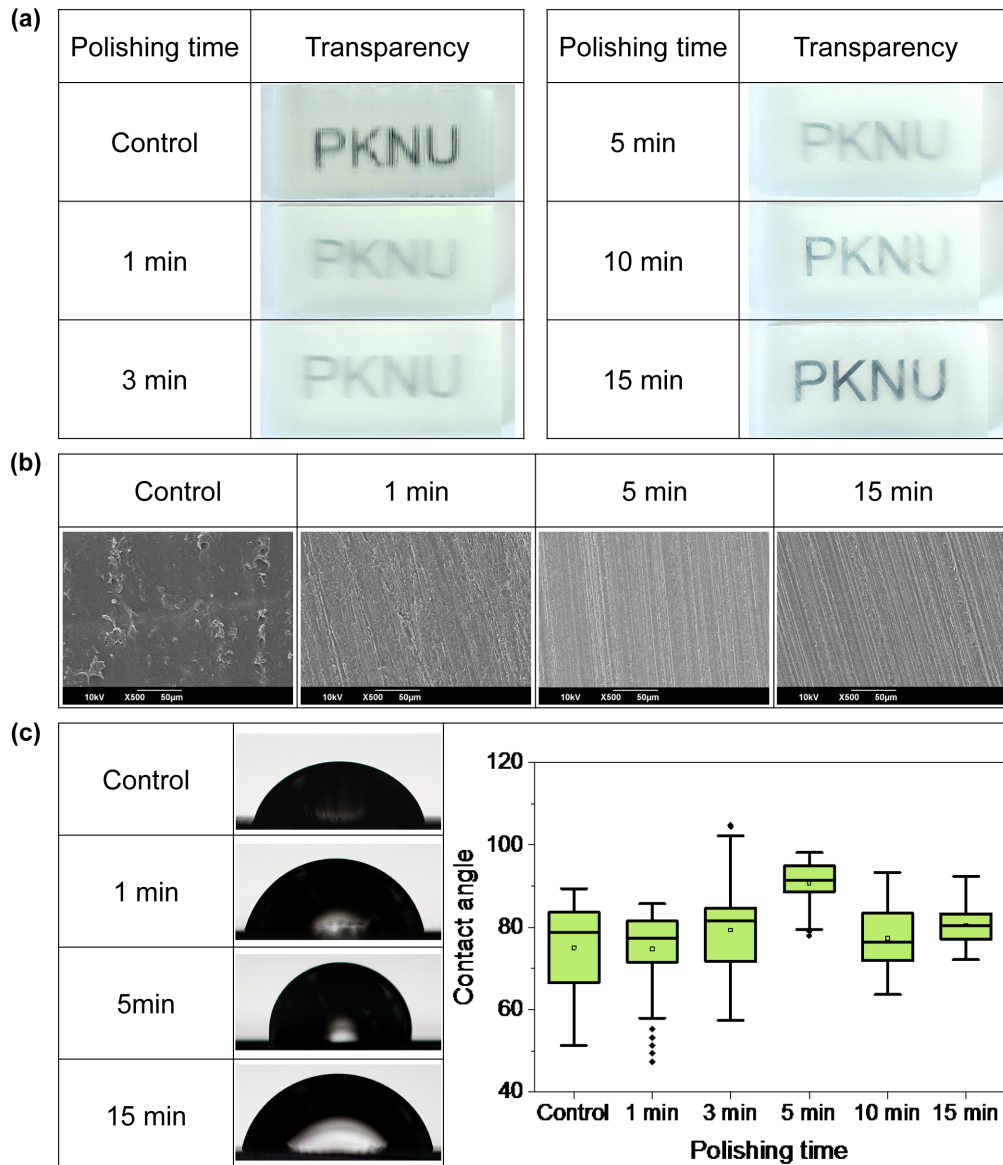 (a)
Polishing time Transparency
Control PKNU
1 min PKNU
3 min PKNU
Polishing time Transparency
5 min PKNU
10 min PKNU
15 min PKNU
(b)
Control 1 min 5 min 15 min
10kV X500 50µm 10kV X500 50µm 10kV X500 50µm 10kV X500 50µm
(c)
Control
1 min
5min
15 min
Contact angle
120
100
80
60
40
Control 1 min 3 min 5 min 10 min 15 min
Polishing time